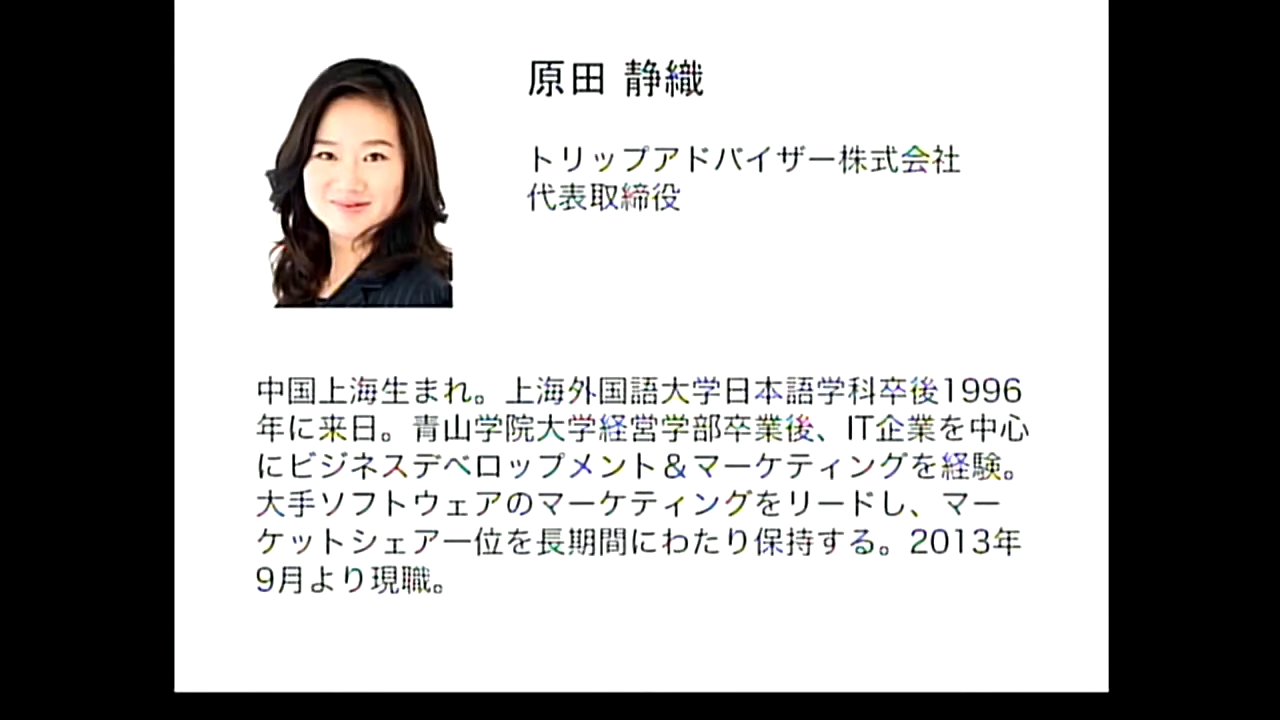 原田 静織
トリップアドバイザー株式会社
代表取締役
中国上海生まれ。上海外国語大学日本語学科卒後1996
年に来日。青山学院大学経営学部卒業後、IT企業を中心
にビジネスデベロップメント＆マーケティングを経験。
大手ソフトウェアのマーケティングをリードし、マー
ケットシェア一位を長期間にわたり保持する。2013年
9月より現職。